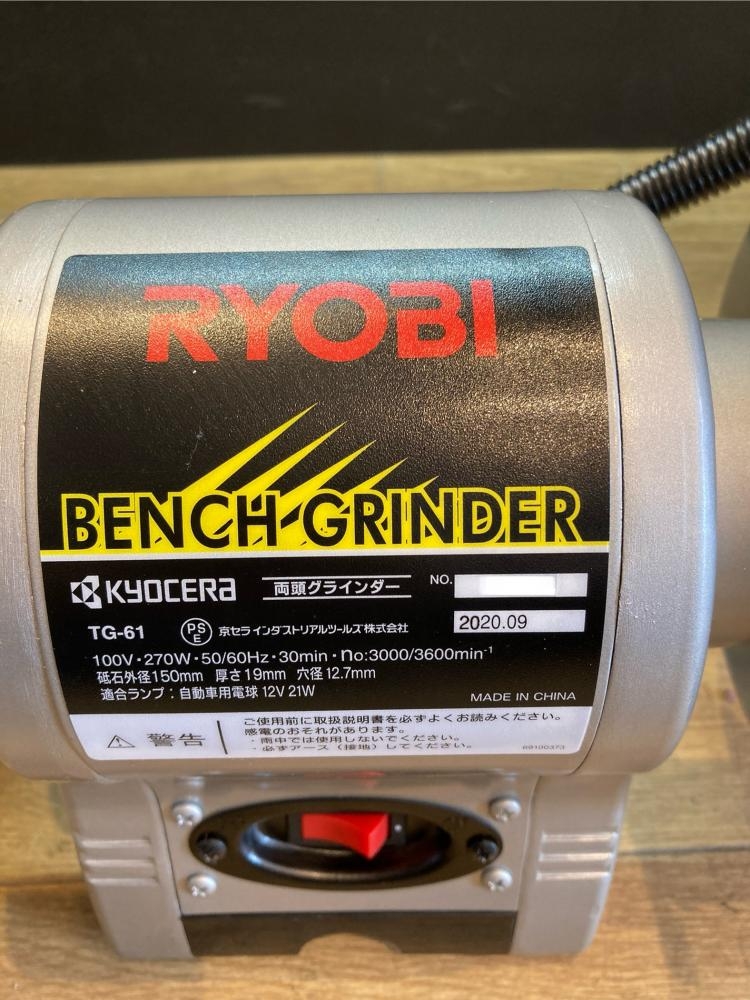 RYOBI
BENCH GRINDER
KYOCERA 両頭グラインダー NO.
2020.09
TG-61 PS E 京セラインダストリアルツールズ株式会社
100V・270W・50/60Hz・30min・no:3000/3600min⁻¹
砥石外径150mm 厚さ19mm 穴径12.7mm
適合ランプ：自動車用電球 12V 21W
MADE IN CHINA
⚠ 警告
ご使用前に取扱説明書を必ずよくお読みください。
感電のおそれがあります。
・雨中では使用しないでください。
・必ずアース（接地）してください。